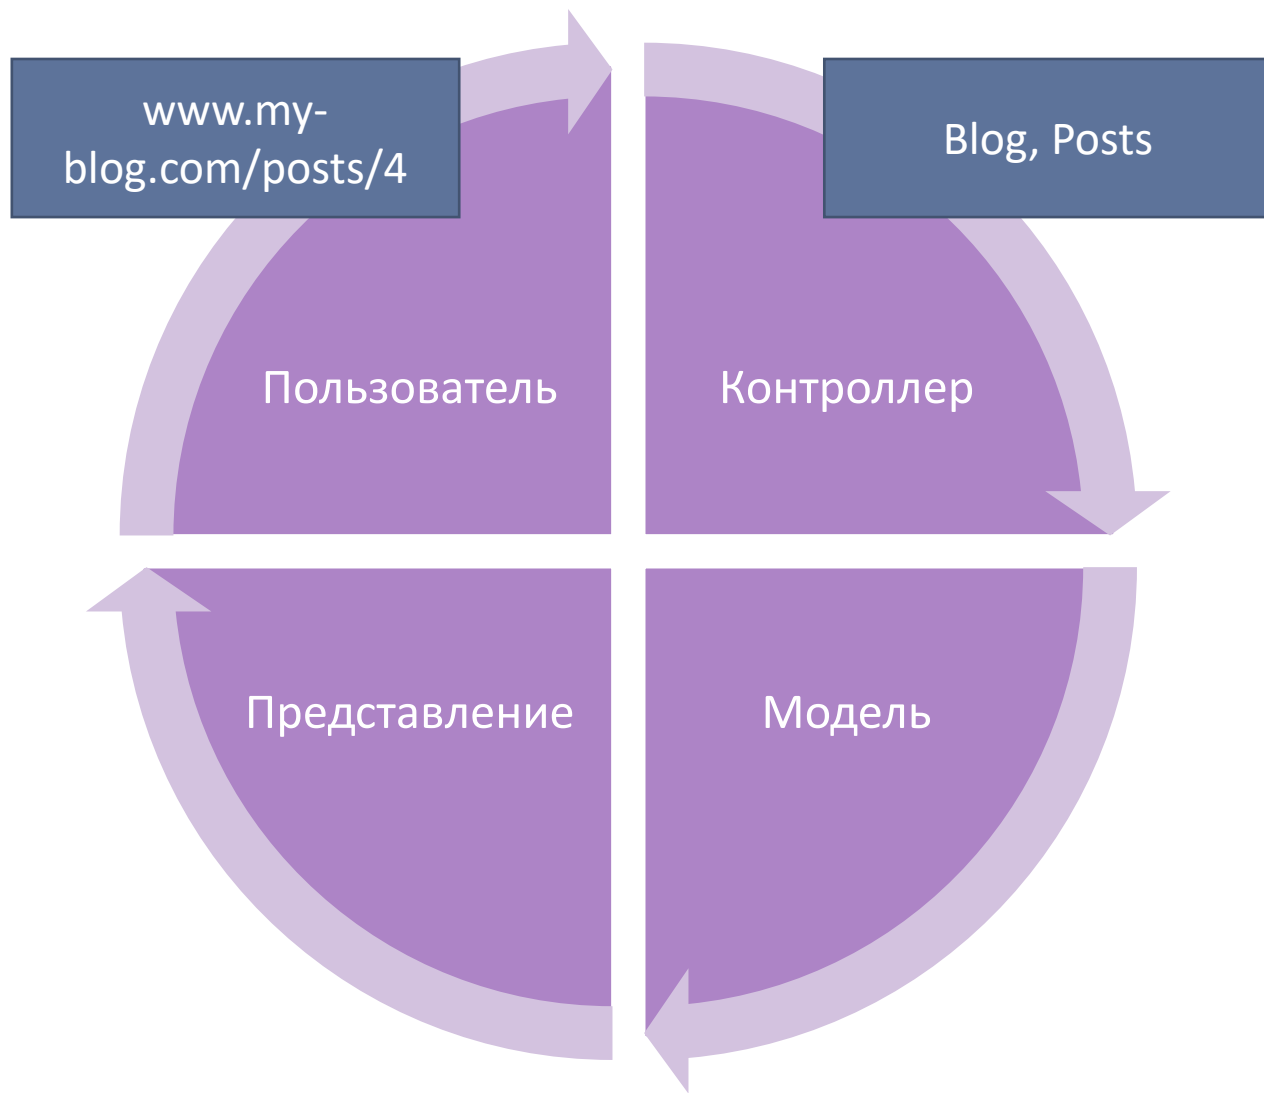 www.my-
blog.com/posts/4
Blog, Posts
Пользователь
Контроллер
Представление
Модель